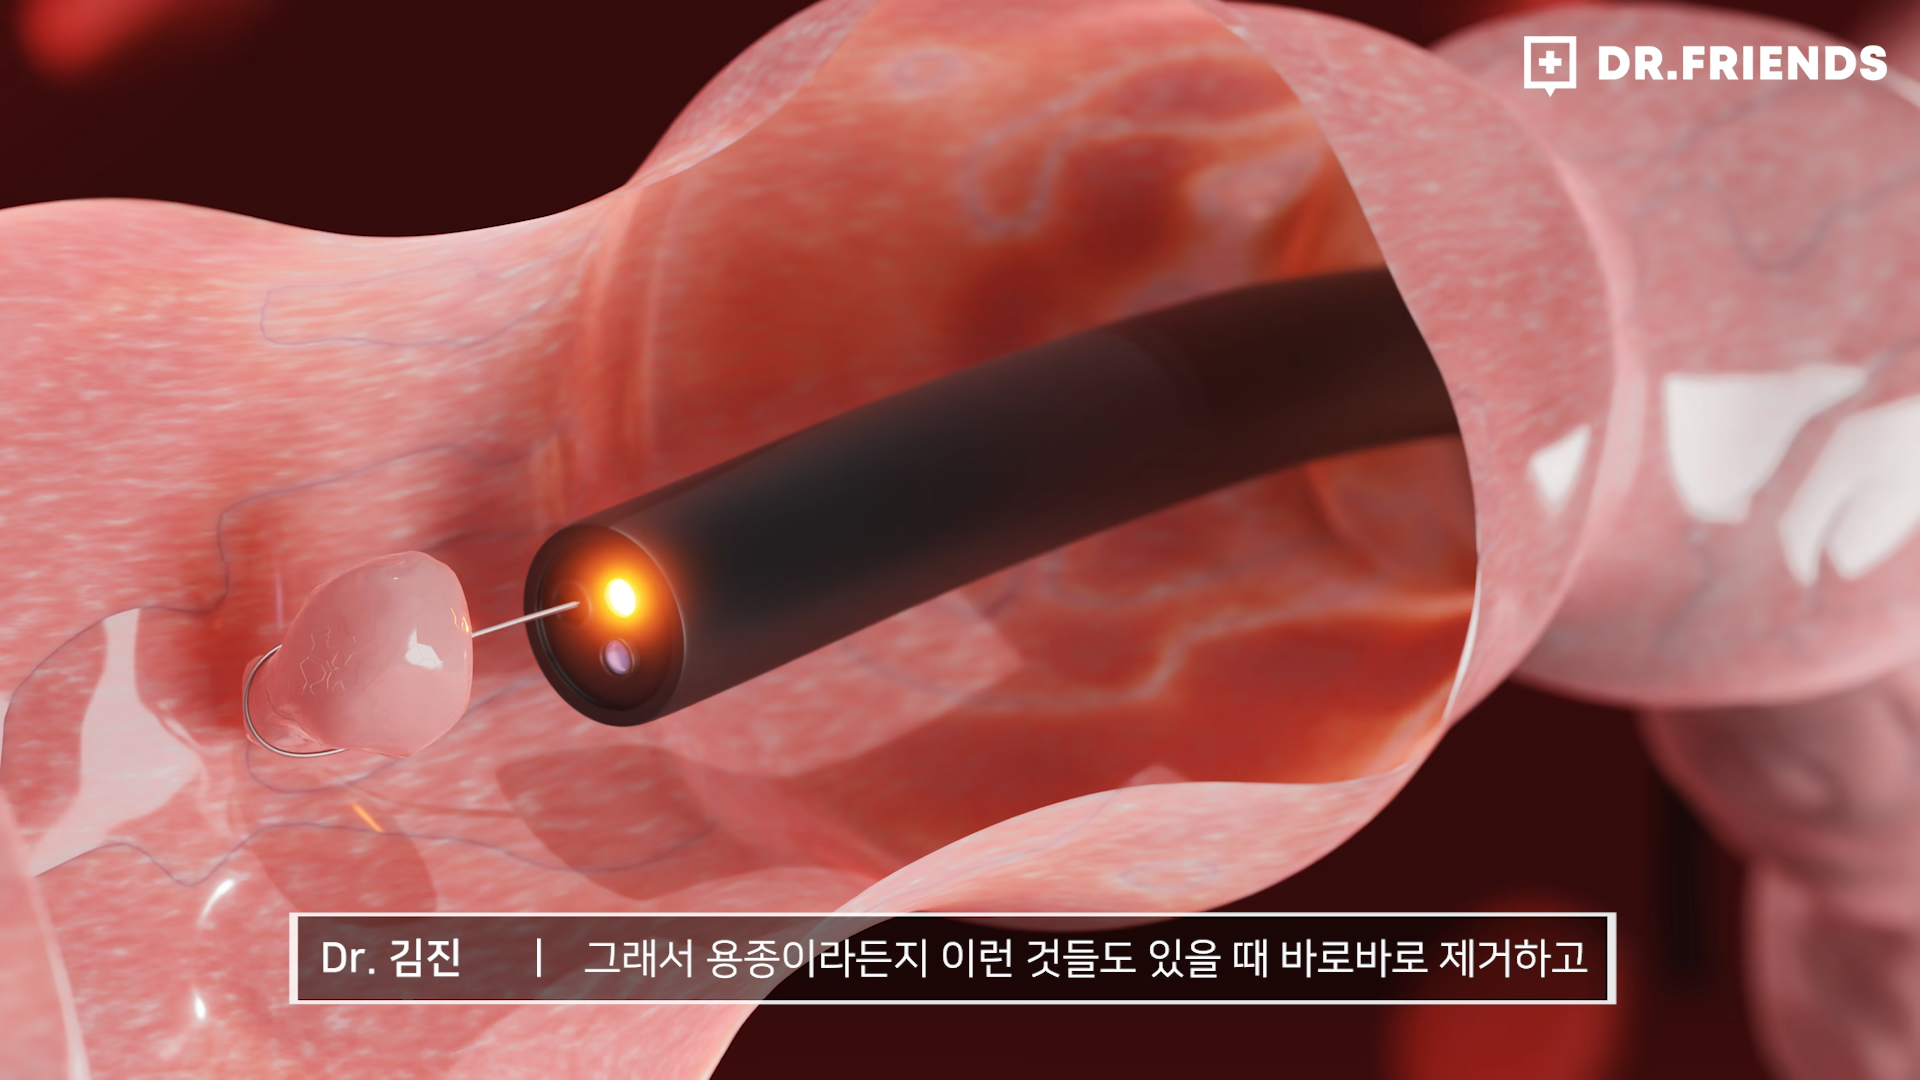 DR.FRIENDS
Dr. 김진 | 그래서 용종이라든지 이런 것들도 있을 때 바로바로 제거하고